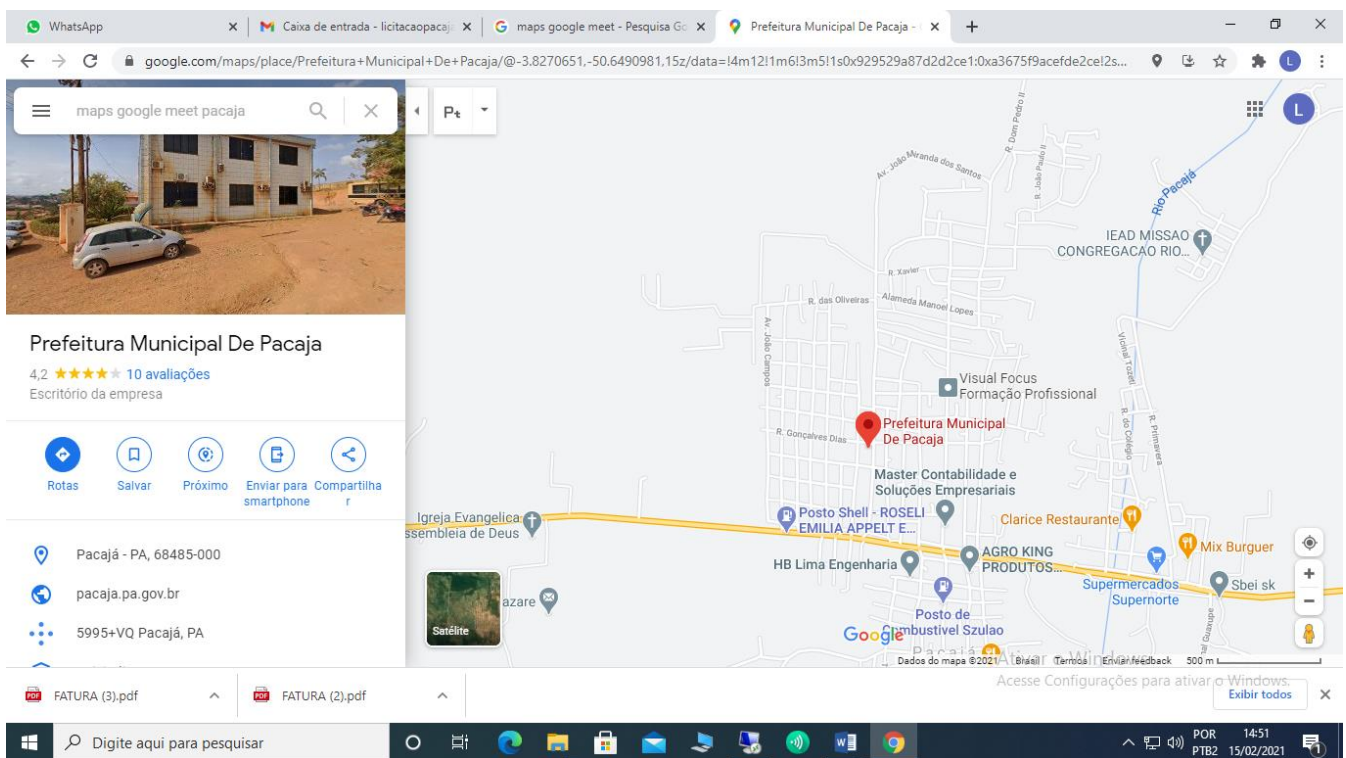 WhatsApp
Caixa de entrada - licitacaopacaj
maps google meet - Pesquisa Go
Prefeitura Municipal De Pacaja -
google.com/maps/place/Prefeitura+Municipal+De+Pacaja/@-3.8270651,-50.6490981,15z/data=!4m12!1m6!3m5!1s0x929529a87d2d2ce1:0xa3675f9acefde2ce!2s...
L
maps google meet pacaja
L
Prefeitura Municipal De Pacaja
4,2 ★★★★★ 10 avaliações
Escritório da empresa
Rotas
Salvar
Próximo
Enviar para
smartphone
Compartilha
r
Pacajá - PA, 68485-000
pacaja.pa.gov.br
5995+VQ Pacajá, PA
R. Dom Pedro II
Av. João Miranda dos Santos
R. João Paulo II
Rio Pacajá
IEAD MISSAO
CONGREGACAO RIO...
R. Xavier
R. das Oliveiras
Alameda Manoel Lopes
Av. João Campos
Vicinal Tozeti
Visual Focus
Formação Profissional
Prefeitura Municipal
De Pacaja
R. Gonçalves Dias
R. do Colégio
R. Primavera
Master Contabilidade e
Soluções Empresariais
Igreja Evangelica
ssembleia de Deus
Posto Shell - ROSELI
EMILIA APPELT E...
Clarice Restaurante
Mix Burguer
HB Lima Engenharia
AGRO KING
PRODUTOS...
Supermercados
Supernorte
Sbei sk
azare
Satélite
Posto de
Combustivel Szulao
Google
Pacajá
Dados do mapa ©2021 Brasil Termos Enviar feedback 500 m
Ativar o Windows
Acesse Configurações para ativar o Windows.
FATURA (3).pdf
FATURA (2).pdf
Exibir todos
Digite aqui para pesquisar
POR
PTB2
14:51
15/02/2021